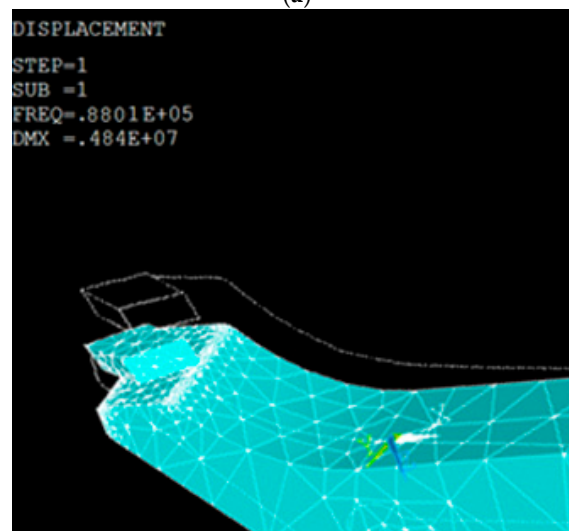 (a)
DISPLACEMENT
STEP=1
SUB =1
FREQ=.8801E+05
DMX =.484E+07